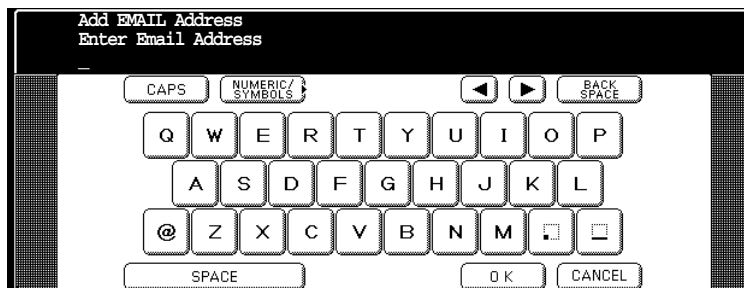 Add EMAIL Address
Enter Email Address
_
CAPS NUMERIC/ SYMBOLS ◀ ▶ BACK SPACE
Q W E R T Y U I O P
A S D F G H J K L
@ Z X C V B N M . _
SPACE OK CANCEL